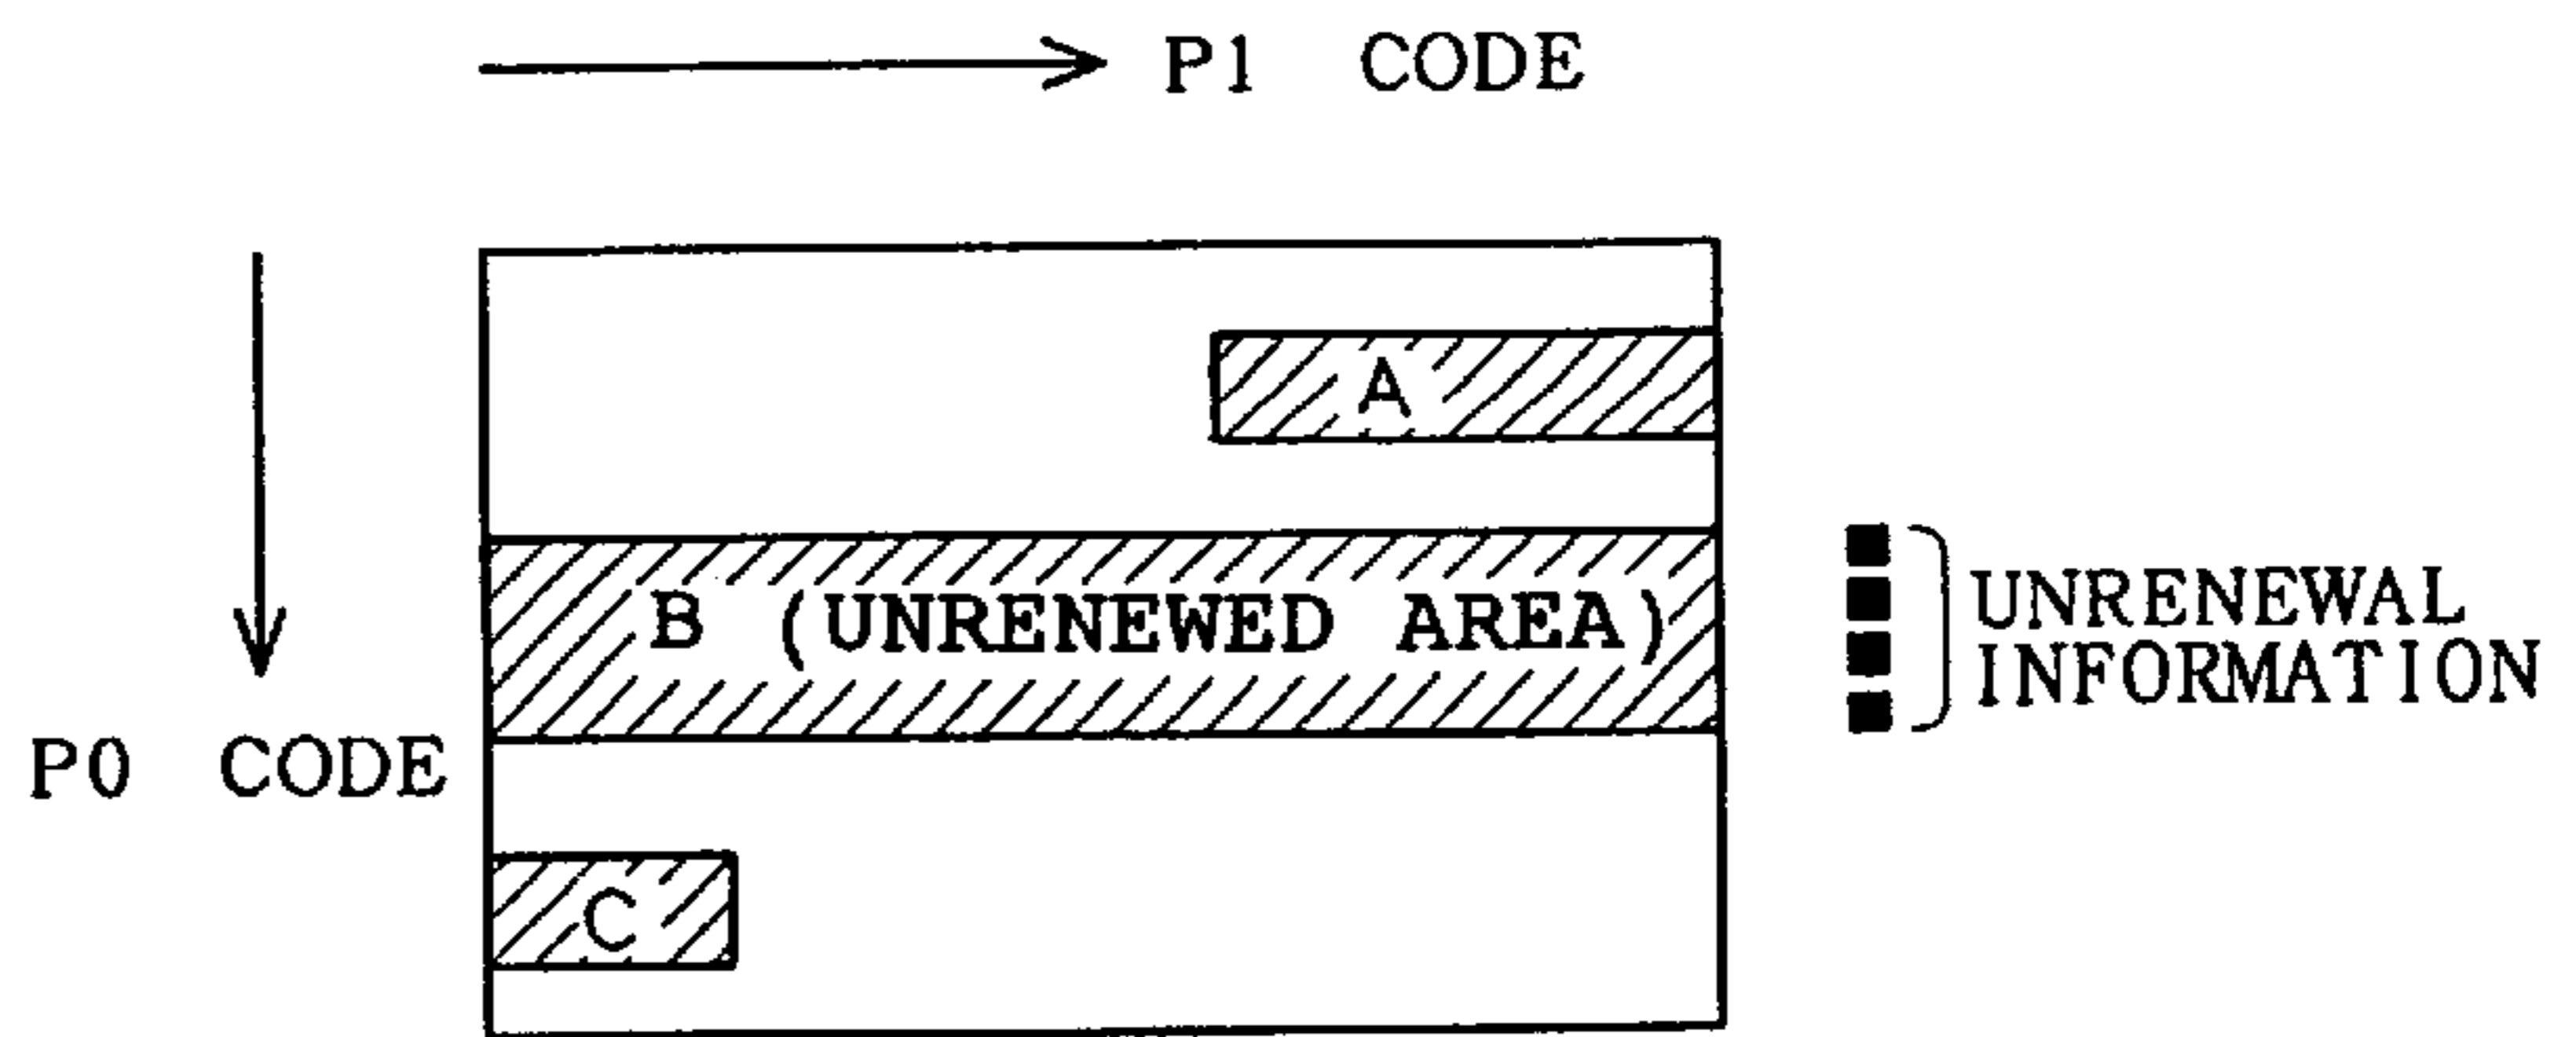 P1 CODE
A
B (UNRENEWED AREA)
UNRENEWAL
INFORMATION
P0 CODE
C